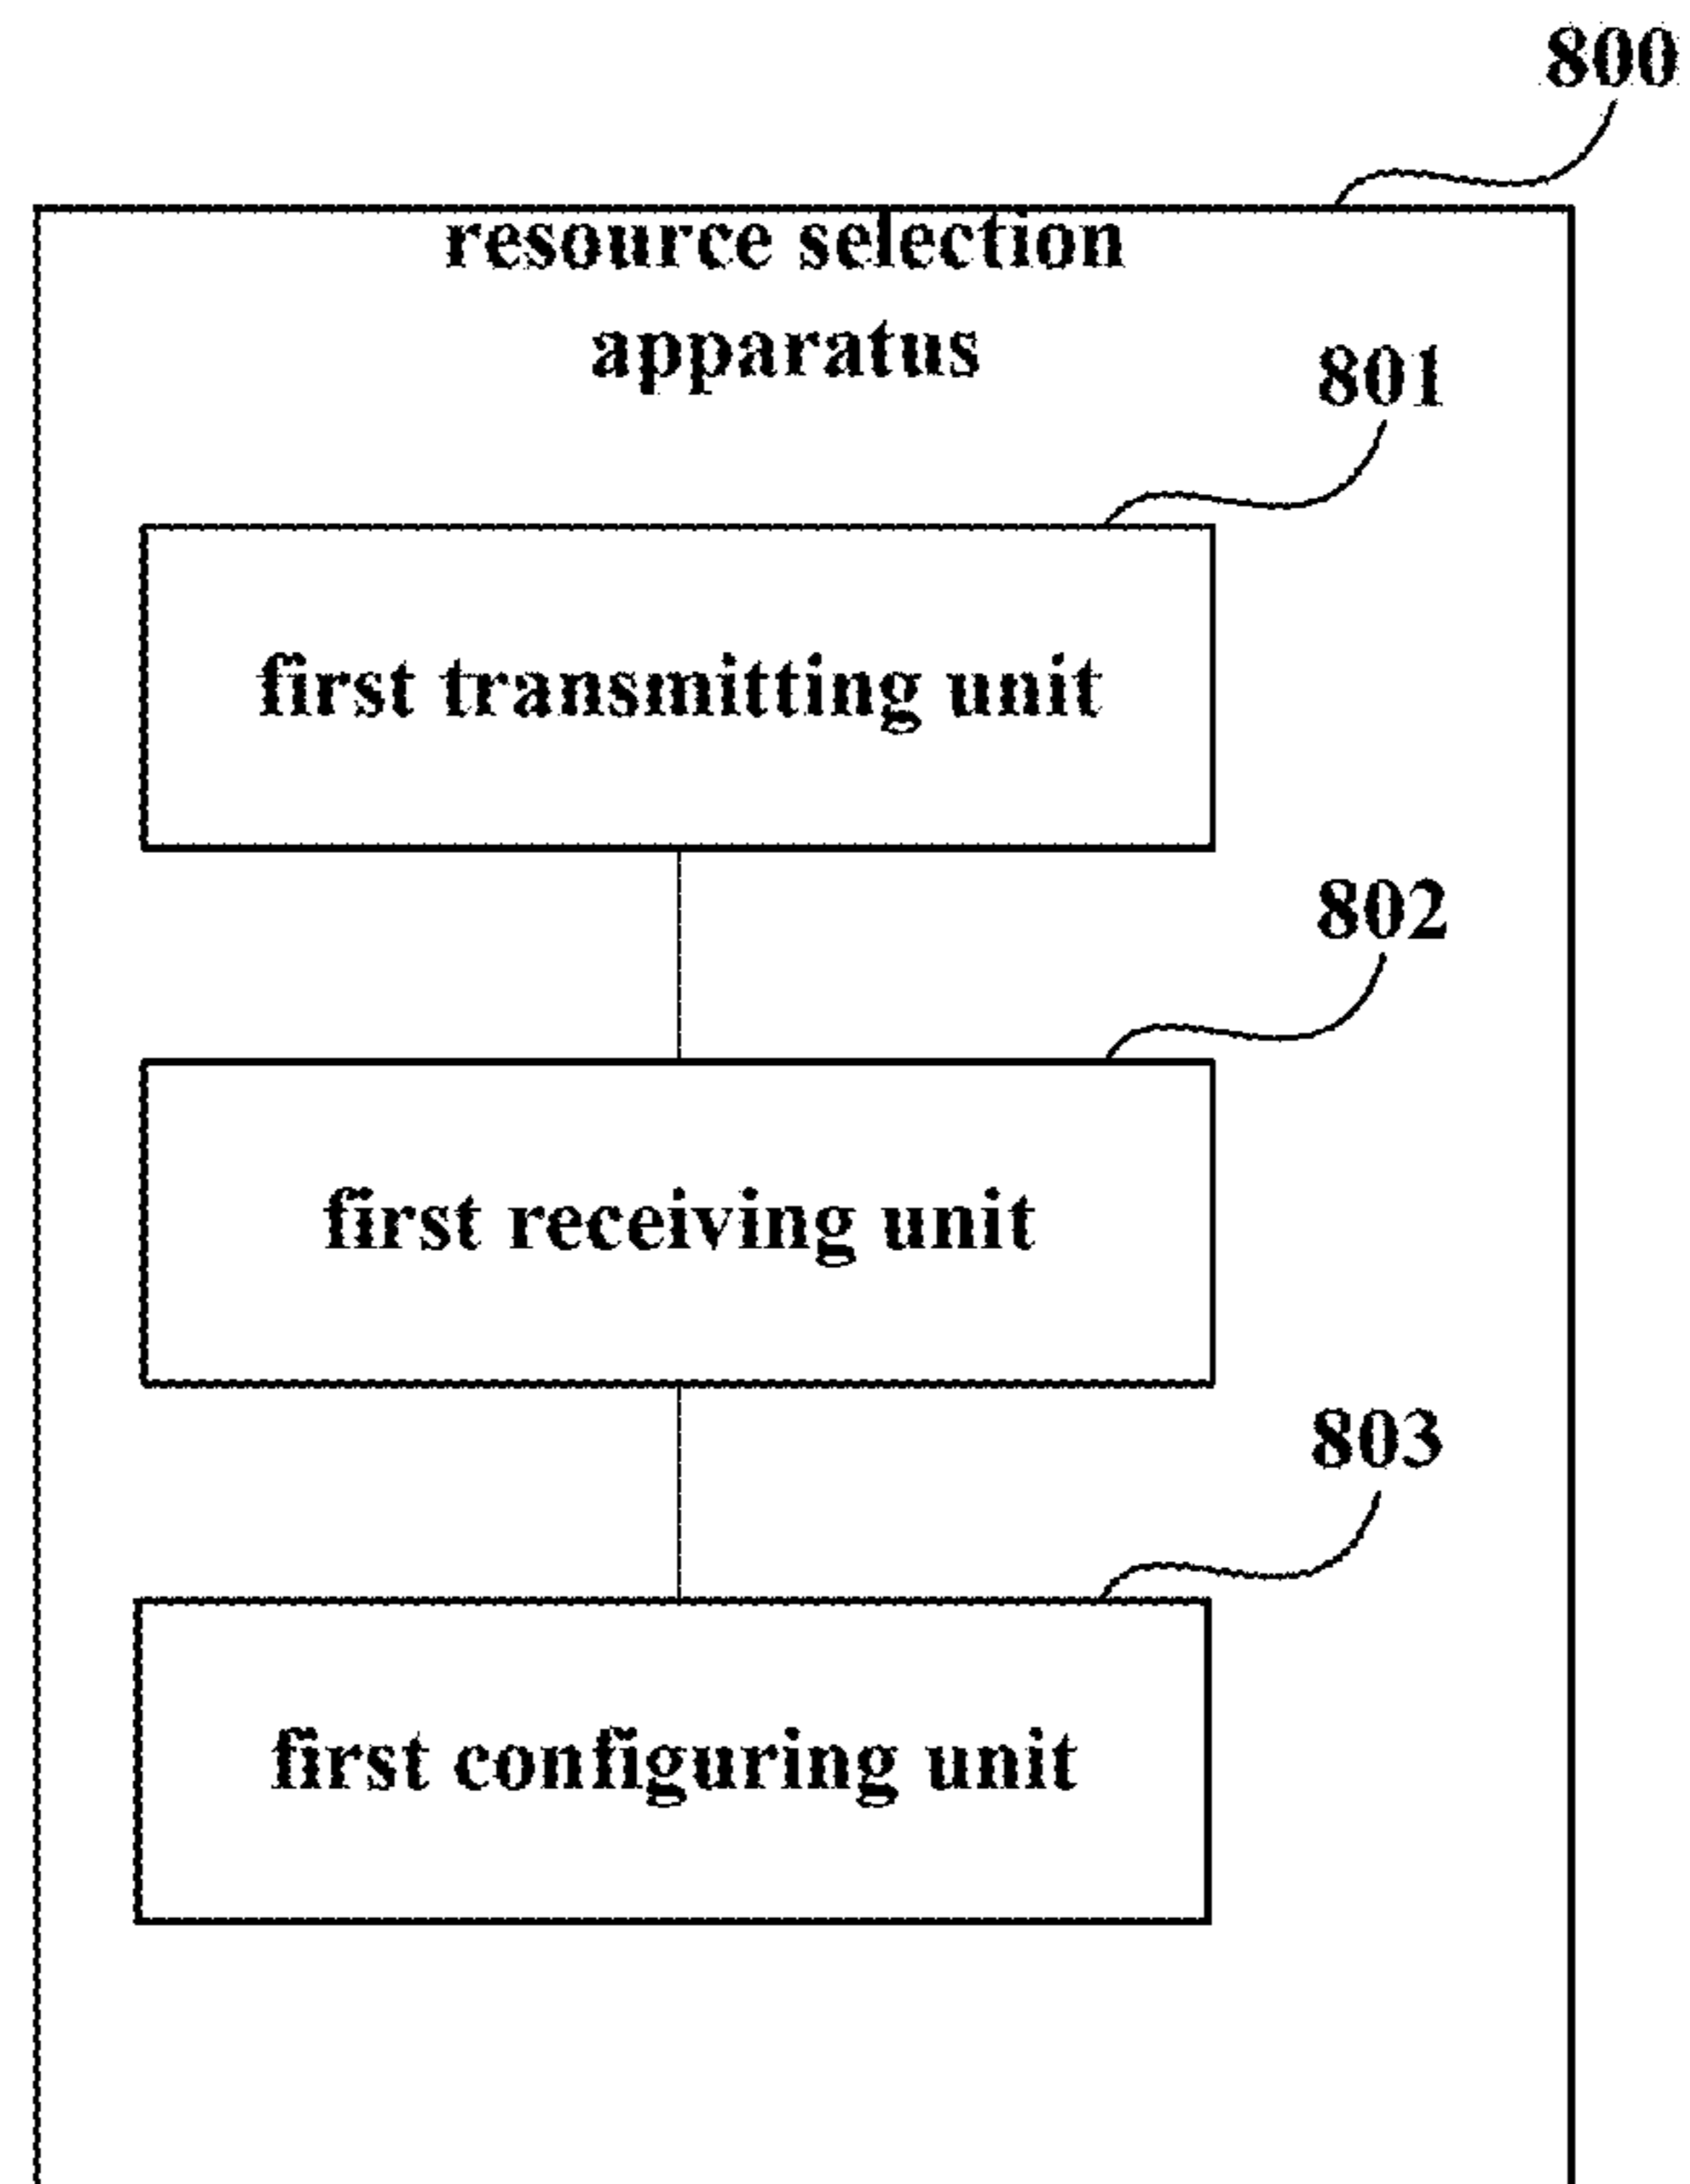 800
resource selection
apparatus
801
first transmitting unit
802
first receiving unit
803
first configuring unit